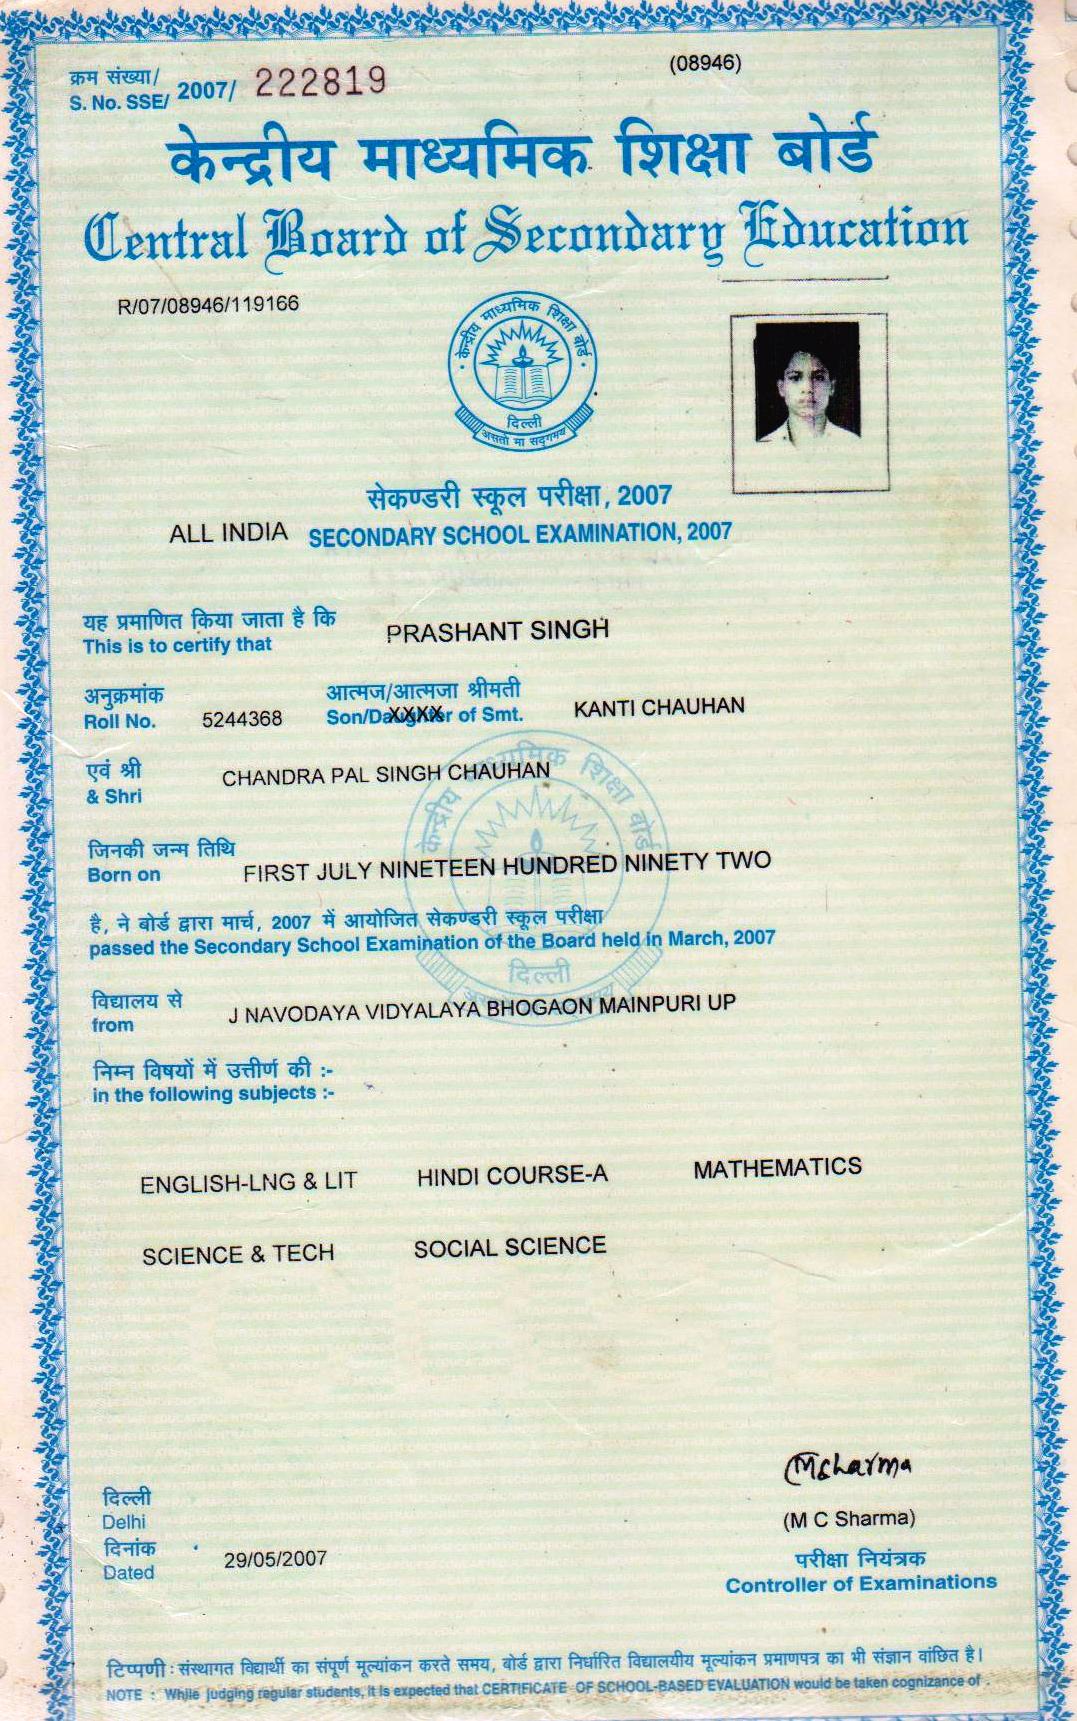 क्रम संख्या/
S. No. SSE/ 2007/ 222819
(08946)
केन्द्रीय माध्यमिक शिक्षा बोर्ड
Central Board of Secondary Education
R/07/08946/119166
केन्द्रीय माध्यमिक शिक्षा बोर्ड
दिल्ली
असतो मा सद्गमय
सेकण्डरी स्कूल परीक्षा, 2007
ALL INDIA SECONDARY SCHOOL EXAMINATION, 2007
यह प्रमाणित किया जाता है कि
This is to certify that PRASHANT SINGH
अनुक्रमांक आत्मज/आत्मजा श्रीमती
Roll No. 5244368 Son/Daughter of Smt. KANTI CHAUHAN
XXXX
एवं श्री
& Shri CHANDRA PAL SINGH CHAUHAN
केन्द्रीय माध्यमिक शिक्षा बोर्ड
जिनकी जन्म तिथि
Born on FIRST JULY NINETEEN HUNDRED NINETY TWO
है, ने बोर्ड द्वारा मार्च, 2007 में आयोजित सेकण्डरी स्कूल परीक्षा
passed the Secondary School Examination of the Board held in March, 2007
दिल्ली
विद्यालय से
from J NAVODAYA VIDYALAYA BHOGAON MAINPURI UP
निम्न विषयों में उत्तीर्ण की :-
in the following subjects :-
ENGLISH-LNG & LIT HINDI COURSE-A MATHEMATICS
SCIENCE & TECH SOCIAL SCIENCE
MCSharma
दिल्ली
Delhi
(M C Sharma)
दिनांक
Dated 29/05/2007
परीक्षा नियंत्रक
Controller of Examinations
टिप्पणी : संस्थागत विद्यार्थी का संपूर्ण मूल्यांकन करते समय, बोर्ड द्वारा निर्धारित विद्यालयीय मूल्यांकन प्रमाणपत्र का भी संज्ञान वांछित है।
NOTE : While judging regular students, it is expected that CERTIFICATE OF SCHOOL-BASED EVALUATION would be taken cognizance of .